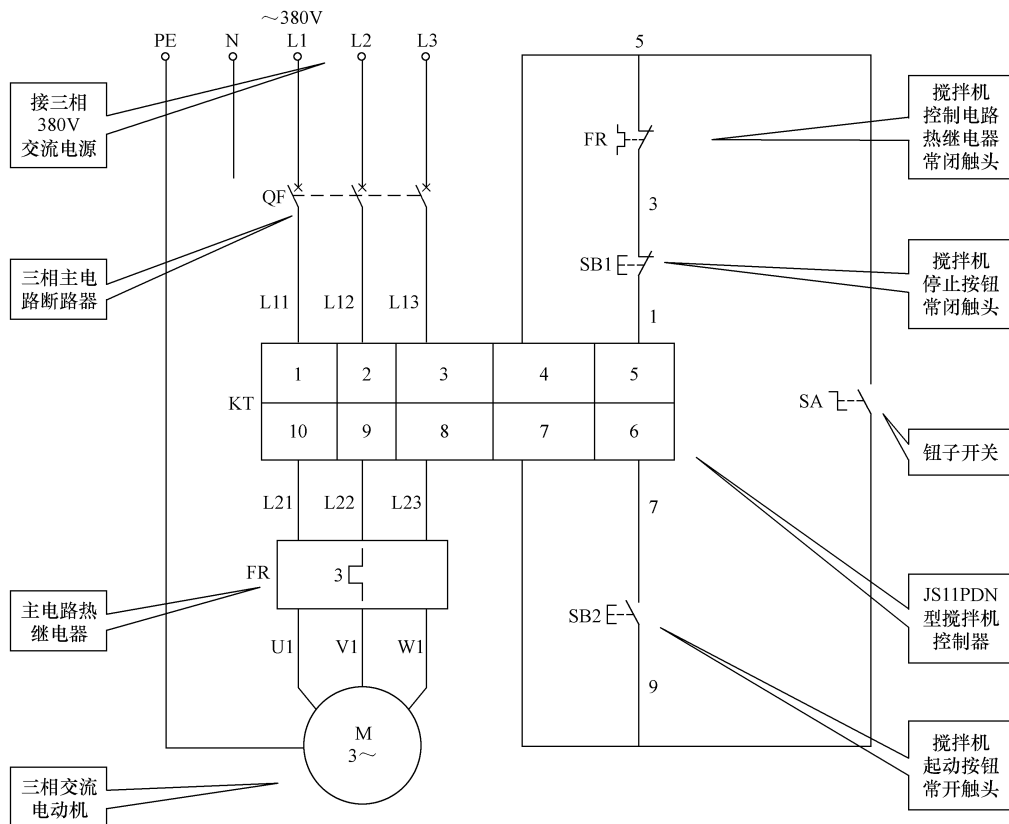 ～380V
PE N L1 L2 L3
5
接三相
380V
交流电源
FR
搅拌机
控制电路
热继电器
常闭触头
QF
3
三相主电
路断路器
SB1
搅拌机
停止按钮
常闭触头
L11 L12 L13
1
KT
1 2 3 4 5
10 9 8 7 6
SA
钮子开关
L21 L22 L23
7
FR
3
主电路热
继电器
SB2
JS11PDN
型搅拌机
控制器
U1 V1 W1
9
M
3～
三相交流
电动机
搅拌机
起动按钮
常开触头